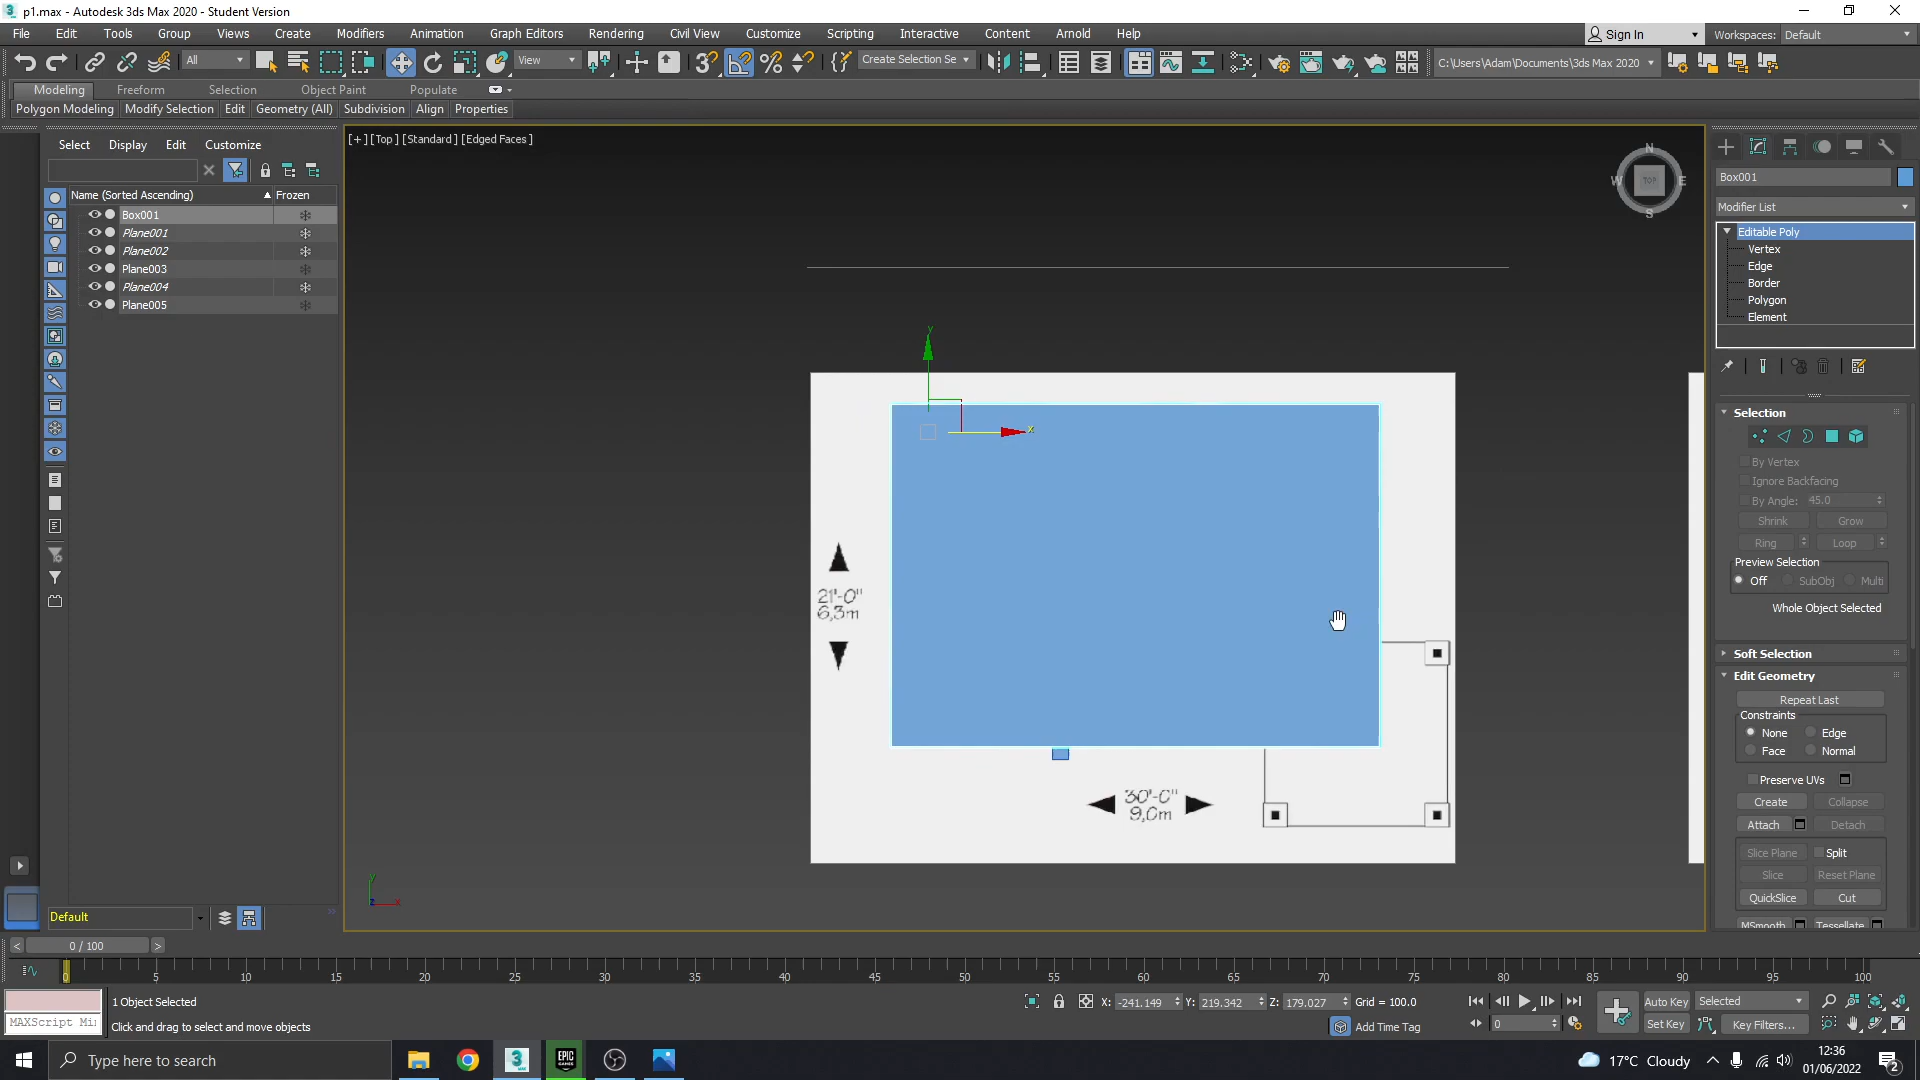 p1.max - Autodesk 3ds Max 2020 - Student Version
File Edit Tools Group Views Create Modifiers Animation Graph Editors Rendering Civil View Customize Scripting Interactive Content Arnold Help
Sign In Workspaces: Default
All View Create Selection Se C:\Users\Adam\Documents\3ds Max 2020
Modeling Freeform Selection Object Paint Populate
Polygon Modeling Modify Selection Edit Geometry (All) Subdivision Align Properties
Select Display Edit Customize
Name (Sorted Ascending) Frozen
Box001
Plane001
Plane002
Plane003
Plane004
Plane005
[+] [Top] [Standard] [Edged Faces]
N
W TOP E
S
y
x
21'-0"
6,3m
30'-0"
9,0m
y
z x
Box001
Modifier List
Editable Poly
Vertex
Edge
Border
Polygon
Element
Selection
By Vertex
Ignore Backfacing
By Angle: 45.0
Shrink Grow
Ring Loop
Preview Selection
Off SubObj Multi
Whole Object Selected
Soft Selection
Edit Geometry
Repeat Last
Constraints
None Edge
Face Normal
Preserve UVs
Create Collapse
Attach Detach
Slice Plane Split
Slice Reset Plane
QuickSlice Cut
MSmooth Tessellate
Default
< 0 / 100 >
0 5 10 15 20 25 30 35 40 45 50 55 60 65 70 75 80 85 90 95 100
1 Object Selected
X: -241.149 Y: 219.342 Z: 179.027 Grid = 100.0
Auto Key Selected
MAXScript Mi
Click and drag to select and move objects
Add Time Tag
0
Set Key Key Filters...
Type here to search
EPIC GAMES
17°C Cloudy
12:36
01/06/2022
2